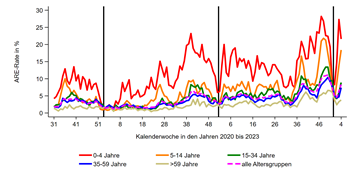 30
25
20
15
10
5
0
ARE-Rate in %
31 41 51 8 18 28 38 48 6 16 26 36 46 4
Kalenderwoche in den Jahren 2020 bis 2023
0-4 Jahre 5-14 Jahre 15-34 Jahre
35-59 Jahre >59 Jahre alle Altersgruppen